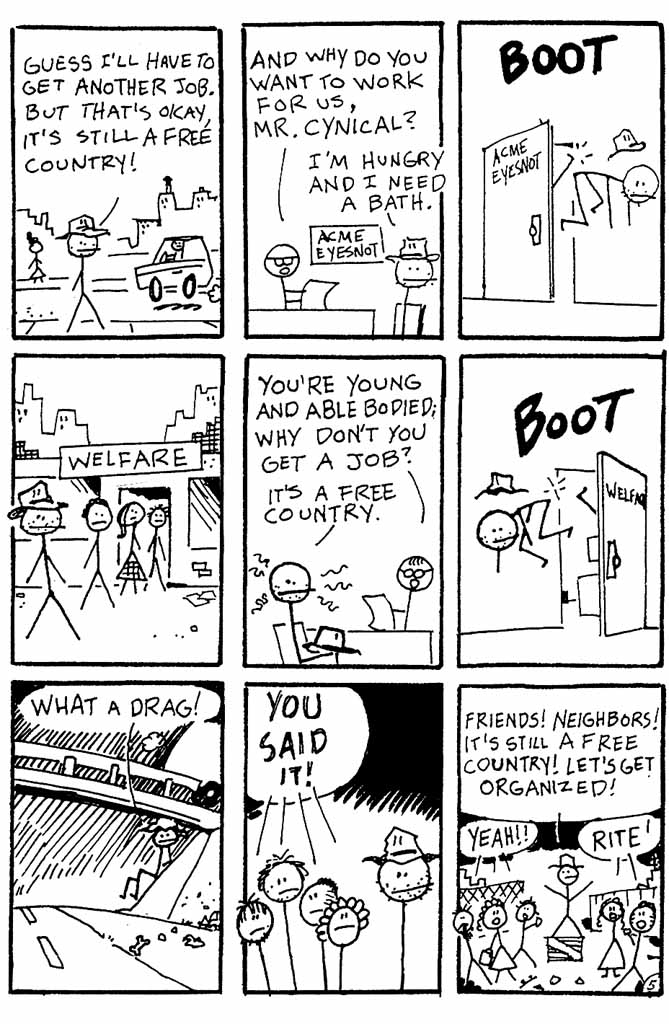 GUESS I'LL HAVE TO
GET ANOTHER JOB.
BUT THAT'S OKAY,
IT'S STILL A FREE
COUNTRY!
AND WHY DO YOU
WANT TO WORK
FOR US,
MR. CYNICAL?
I'M HUNGRY
AND I NEED
A BATH.
ACME
EYESNOT
BOOT
ACME
EYESNOT
WELFARE
YOU'RE YOUNG
AND ABLE BODIED;
WHY DON'T YOU
GET A JOB?
IT'S A FREE
COUNTRY.
BOOT
WELFA
WHAT A DRAG!
YOU
SAID
IT!
FRIENDS! NEIGHBORS!
IT'S STILL A FREE
COUNTRY! LET'S GET
ORGANIZED!
YEAH!!
RITE!
5